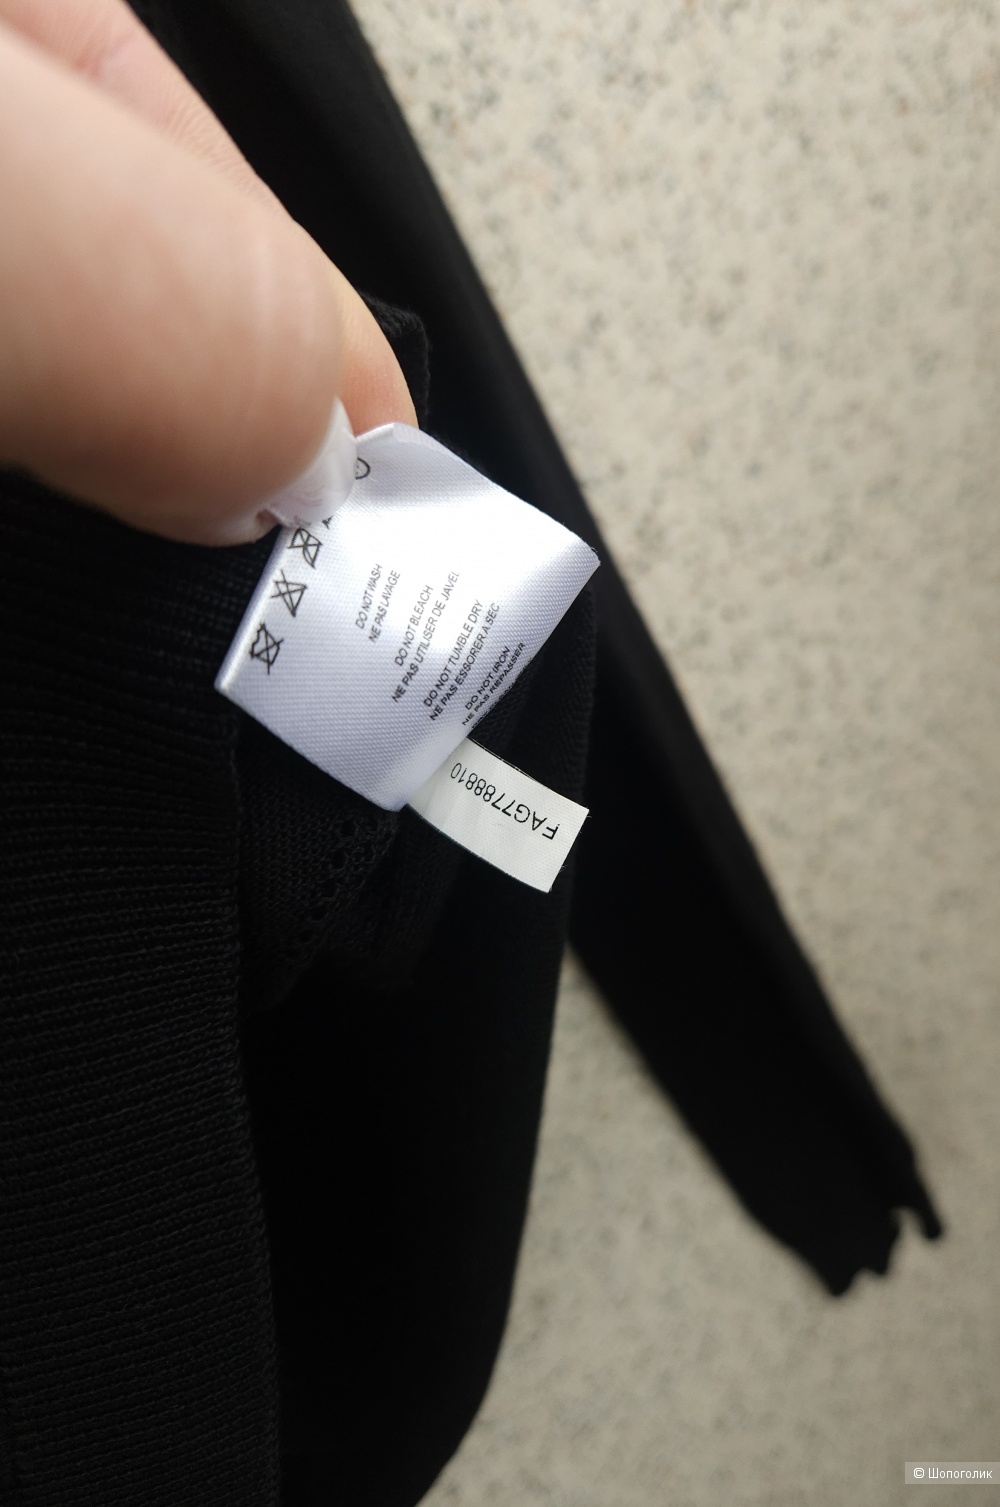 DO NOT WASH
NE PAS LAVAGE
DO NOT BLEACH
NE PAS UTILISER DE JAVEL
DO NOT TUMBLE DRY
NE PAS ESSORER A SEC
DO NOT IRON
NE PAS REPASSER
FAG7788810
© Шопоголик